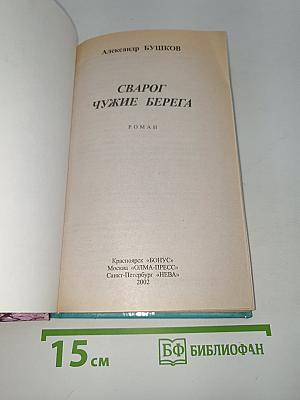 Александр БУШКОВ
СВАРОГ
ЧУЖИЕ БЕРЕГА
РОМАН
Красноярск «БОНУС»
Москва «ОЛМА-ПРЕСС»
Санкт-Петербург «НЕВА»
2002
15 см
БФ БИБЛИОФАН